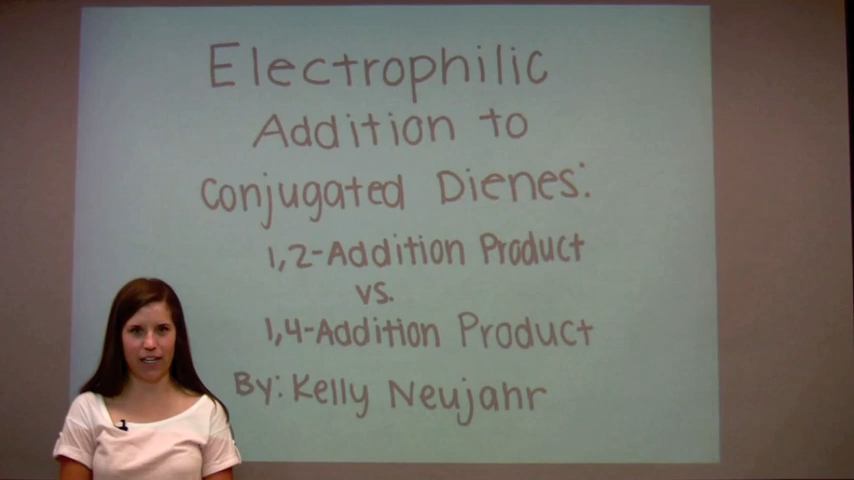 Electrophilic
Addition to
Conjugated Dienes:
1,2-Addition Product
vs.
1,4-Addition Product
By: Kelly Neujahr